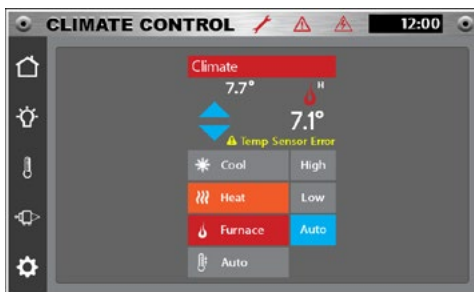 CLIMATE CONTROL 12:00
Climate
7.7°
H
7.1°
Temp Sensor Error
Cool High
Heat Low
Furnace Auto
Auto